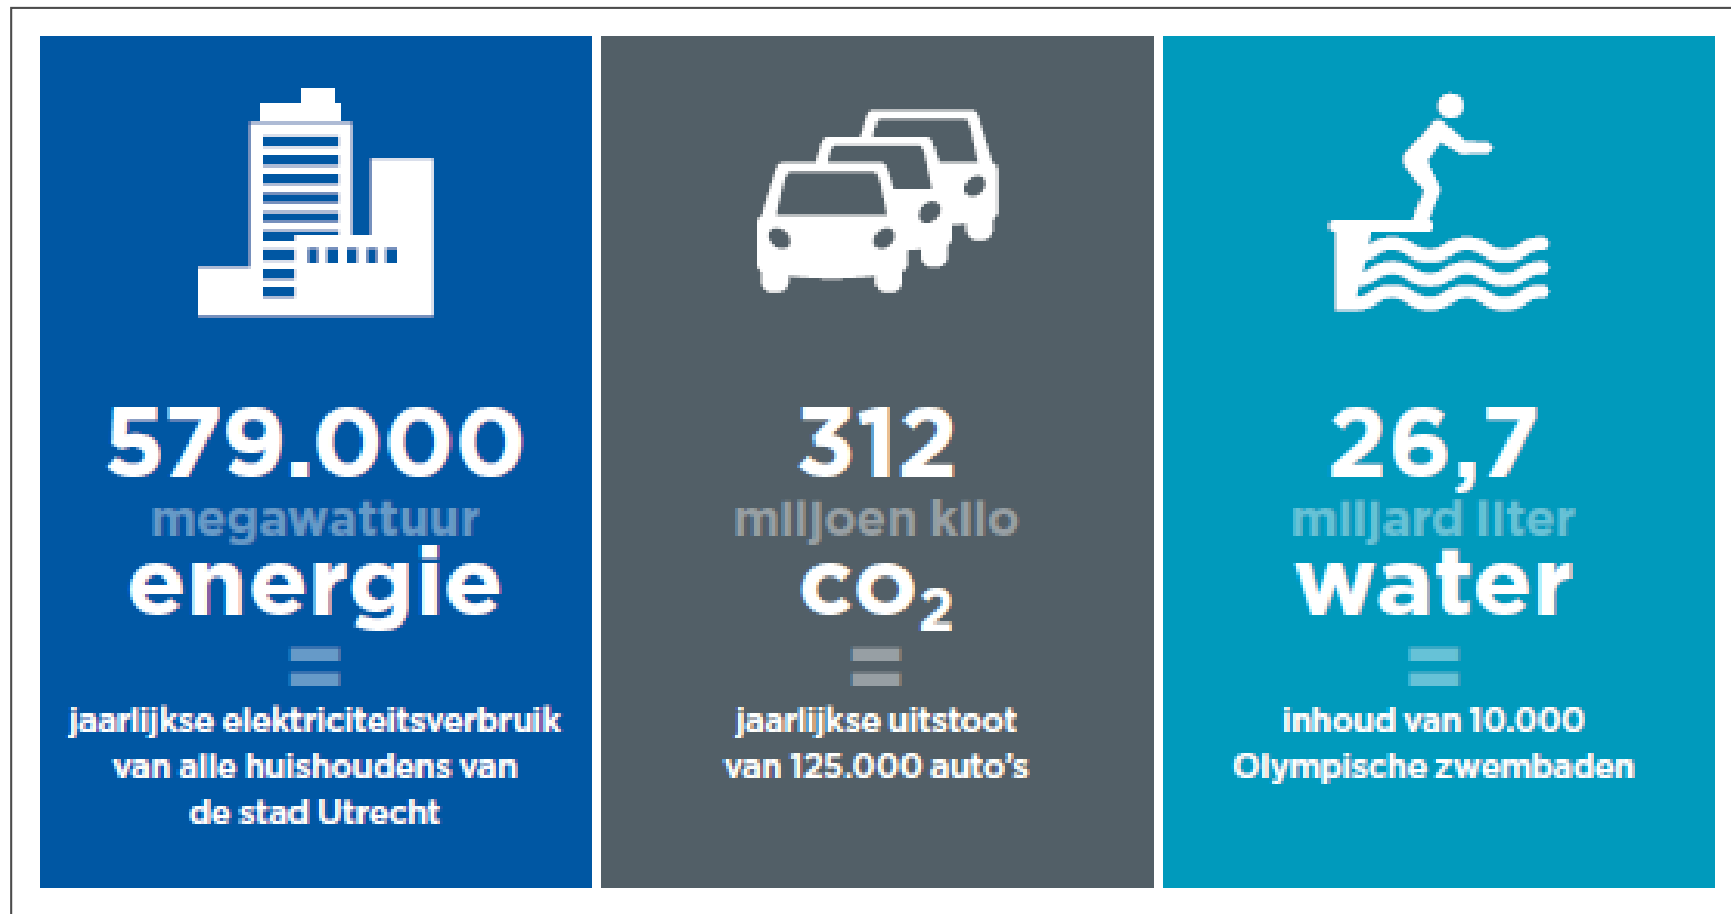 579.000
megawattuur
energie
=
jaarlijkse elektriciteitsverbruik
van alle huishoudens van
de stad Utrecht
312
miljoen kilo
co₂
=
jaarlijkse uitstoot
van 125.000 auto's
26,7
miljard liter
water
=
inhoud van 10.000
Olympische zwembaden